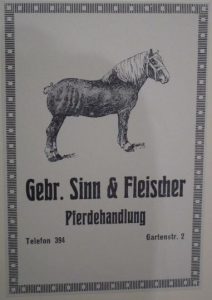 Gebr. Sinn & Fleischer
Pferdehandlung
Telefon 394 Gartenstr. 2